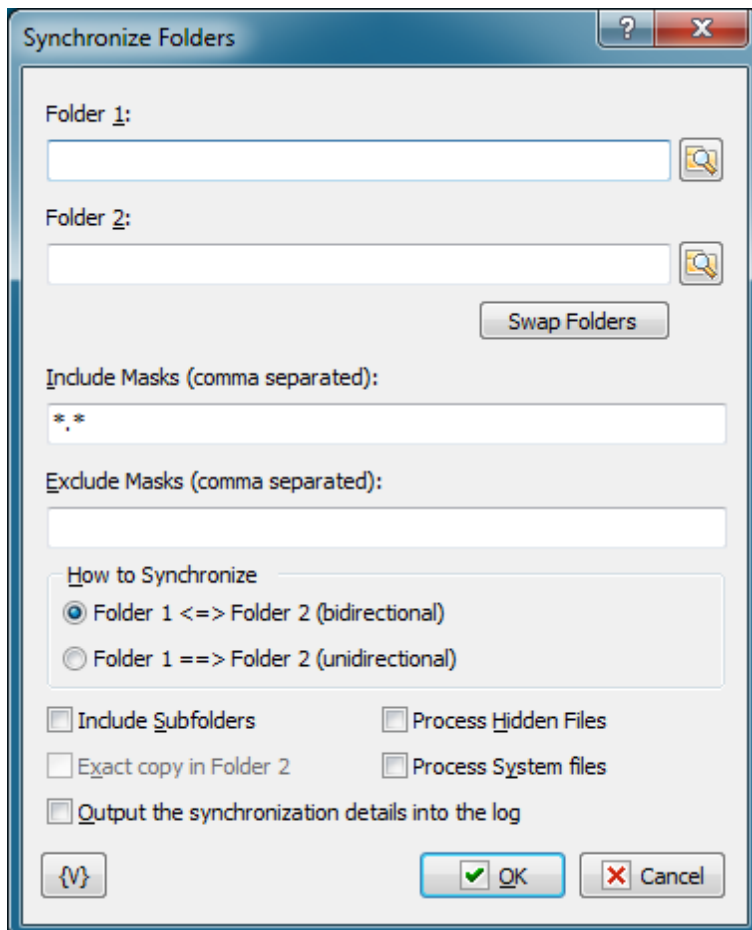 Synchronize Folders
?
X
Folder 1:
Folder 2:
Swap Folders
Include Masks (comma separated):
*.*
Exclude Masks (comma separated):
How to Synchronize
Folder 1 <=> Folder 2 (bidirectional)
Folder 1 ==> Folder 2 (unidirectional)
Include Subfolders Process Hidden Files
Exact copy in Folder 2 Process System files
Output the synchronization details into the log
{V} OK Cancel